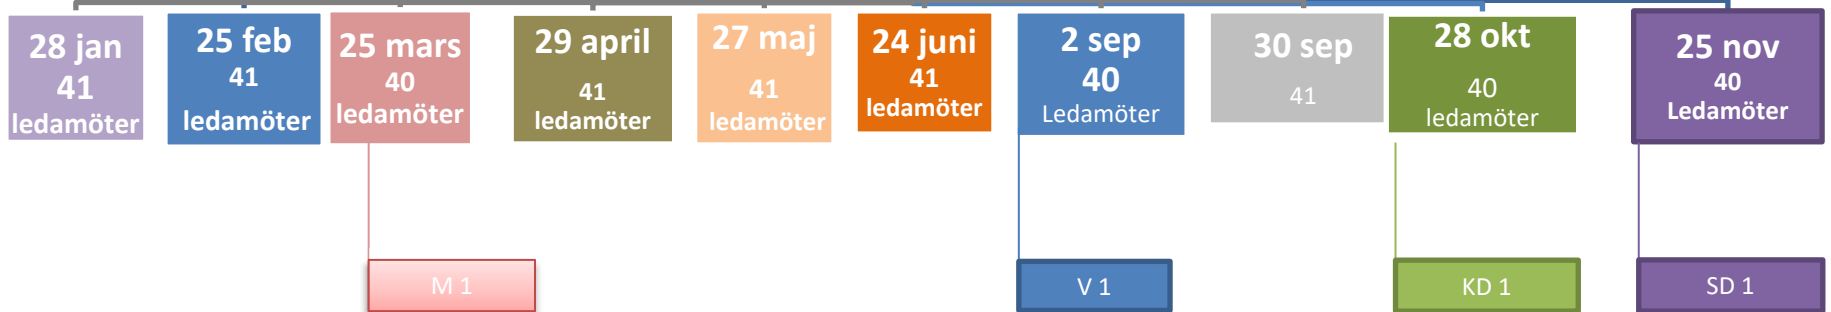 28 jan
41
ledamöter
25 feb
41
ledamöter
25 mars
40
ledamöter
29 april
41
ledamöter
27 maj
41
ledamöter
24 juni
41
ledamöter
2 sep
40
Ledamöter
30 sep
41
28 okt
40
ledamöter
25 nov
40
Ledamöter
M 1
V 1
KD 1
SD 1